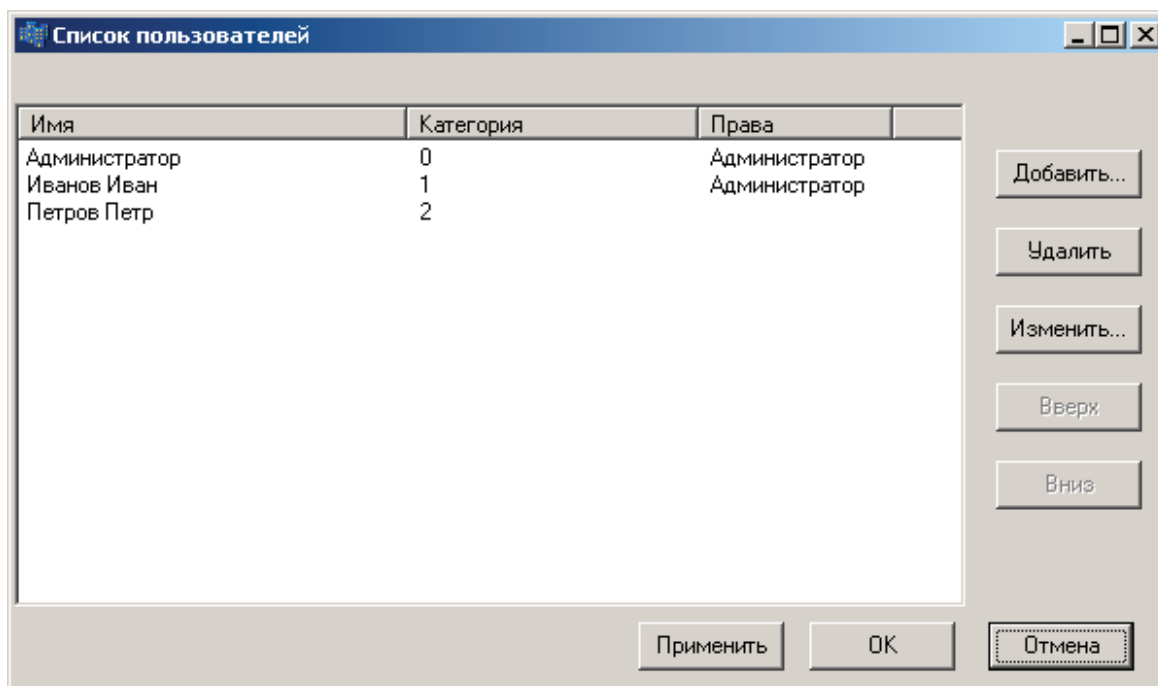 Список пользователей
Имя Категория Права
Администратор 0 Администратор
Иванов Иван 1 Администратор
Петров Петр 2
Добавить...
Удалить
Изменить...
Вверх
Вниз
Применить OK Отмена